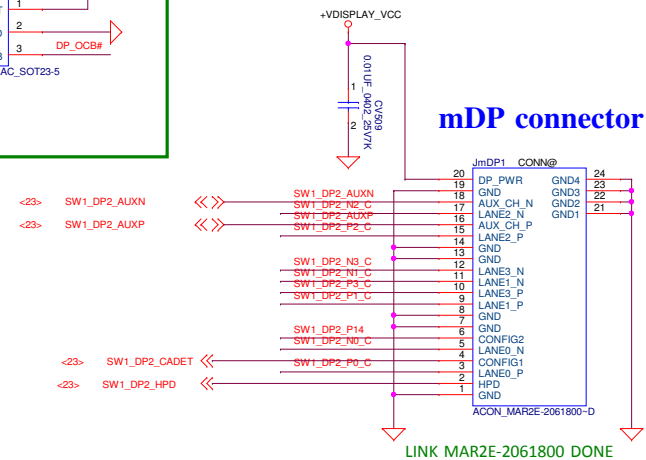 1
2
3
DP_OCB#
AC_SOT23-5
+VDISPLAY_VCC
1
2
0.01UF_0402_25V7K
CV509
mDP connector
JmDP1 CONN@
20 DP_PWR GND4 24
19 GND GND3 23
<23> SW1_DP2_AUXN SW1_DP2_AUXN 18 AUX_CH_N GND2 22
SW1_DP2_N2_C 17 LANE2_N GND1 21
<23> SW1_DP2_AUXP SW1_DP2_AUXP 16 AUX_CH_P
SW1_DP2_P2_C 15 LANE2_P
14 GND
13 GND
SW1_DP2_N3_C 12 LANE3_N
SW1_DP2_N1_C 11 LANE1_N
SW1_DP2_P3_C 10 LANE3_P
SW1_DP2_P1_C 9 LANE1_P
8 GND
7 GND
SW1_DP2_P14 6 CONFIG2
SW1_DP2_N0_C 5 LANE0_N
<23> SW1_DP2_CADET 4 CONFIG1
SW1_DP2_P0_C 3 LANE0_P
<23> SW1_DP2_HPD 2 HPD
1 GND
ACON_MAR2E-2061800~D
LINK MAR2E-2061800 DONE